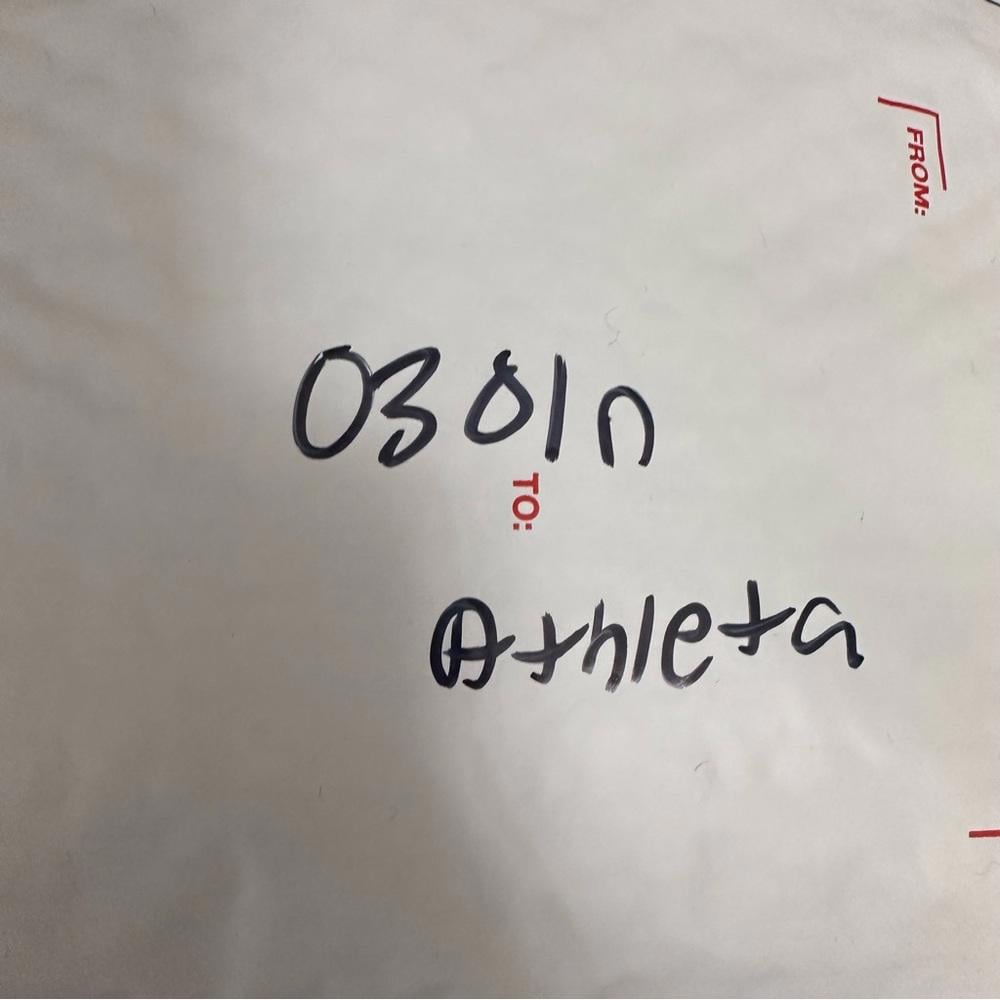 FROM:
0301n
TO:
Athleta